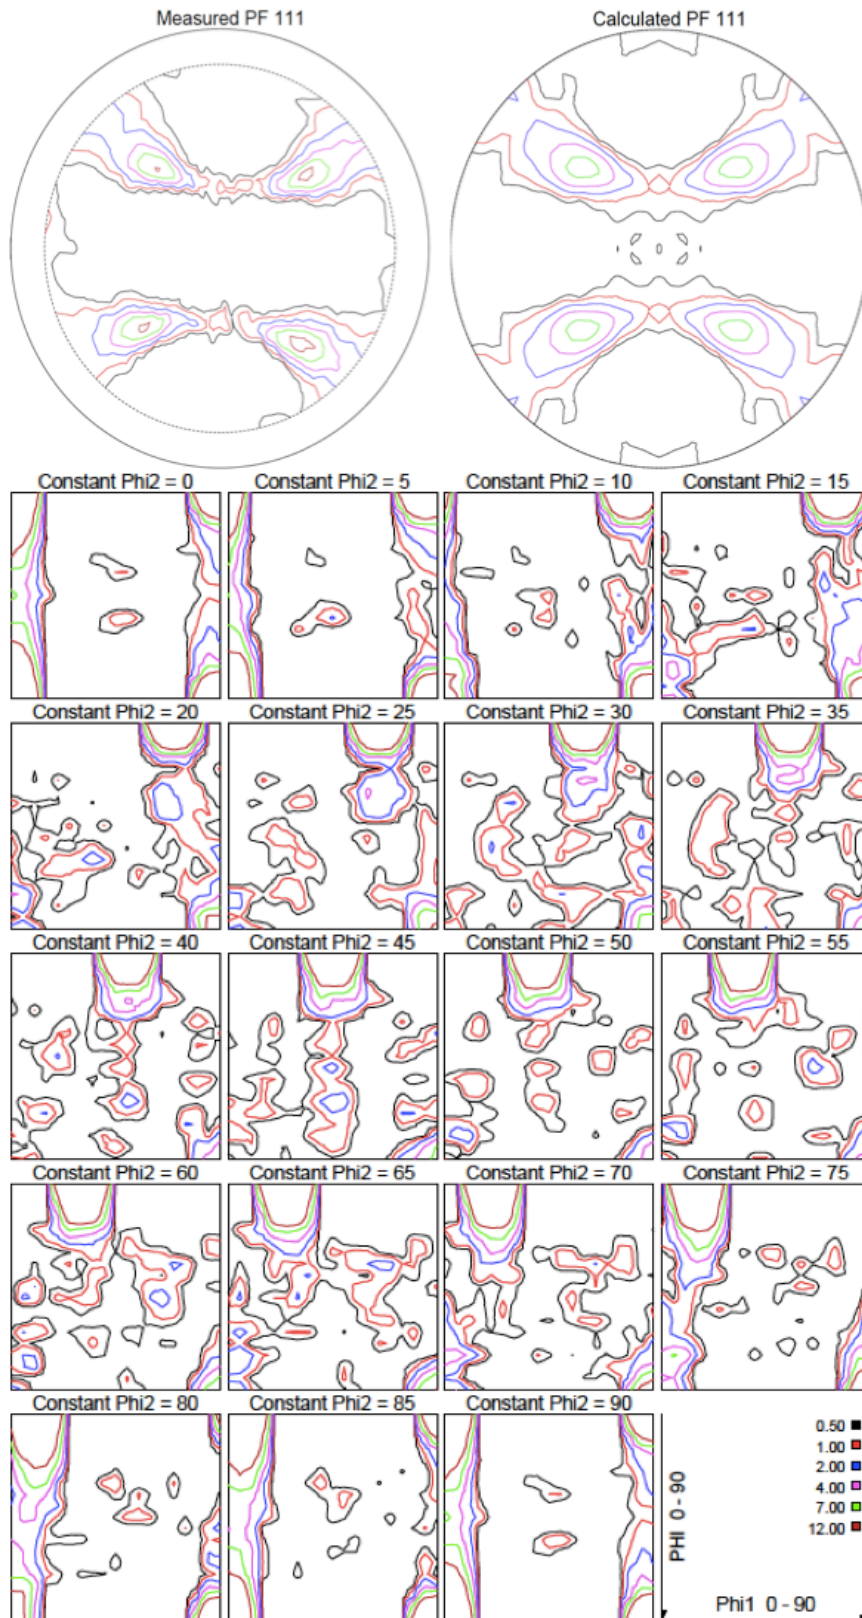 Measured PF 111
Calculated PF 111
Constant Phi2 = 0
Constant Phi2 = 5
Constant Phi2 = 10
Constant Phi2 = 15
Constant Phi2 = 20
Constant Phi2 = 25
Constant Phi2 = 30
Constant Phi2 = 35
Constant Phi2 = 40
Constant Phi2 = 45
Constant Phi2 = 50
Constant Phi2 = 55
Constant Phi2 = 60
Constant Phi2 = 65
Constant Phi2 = 70
Constant Phi2 = 75
Constant Phi2 = 80
Constant Phi2 = 85
Constant Phi2 = 90
0.50
1.00
2.00
4.00
7.00
12.00
PHI 0 - 90
Phi1 0 - 90